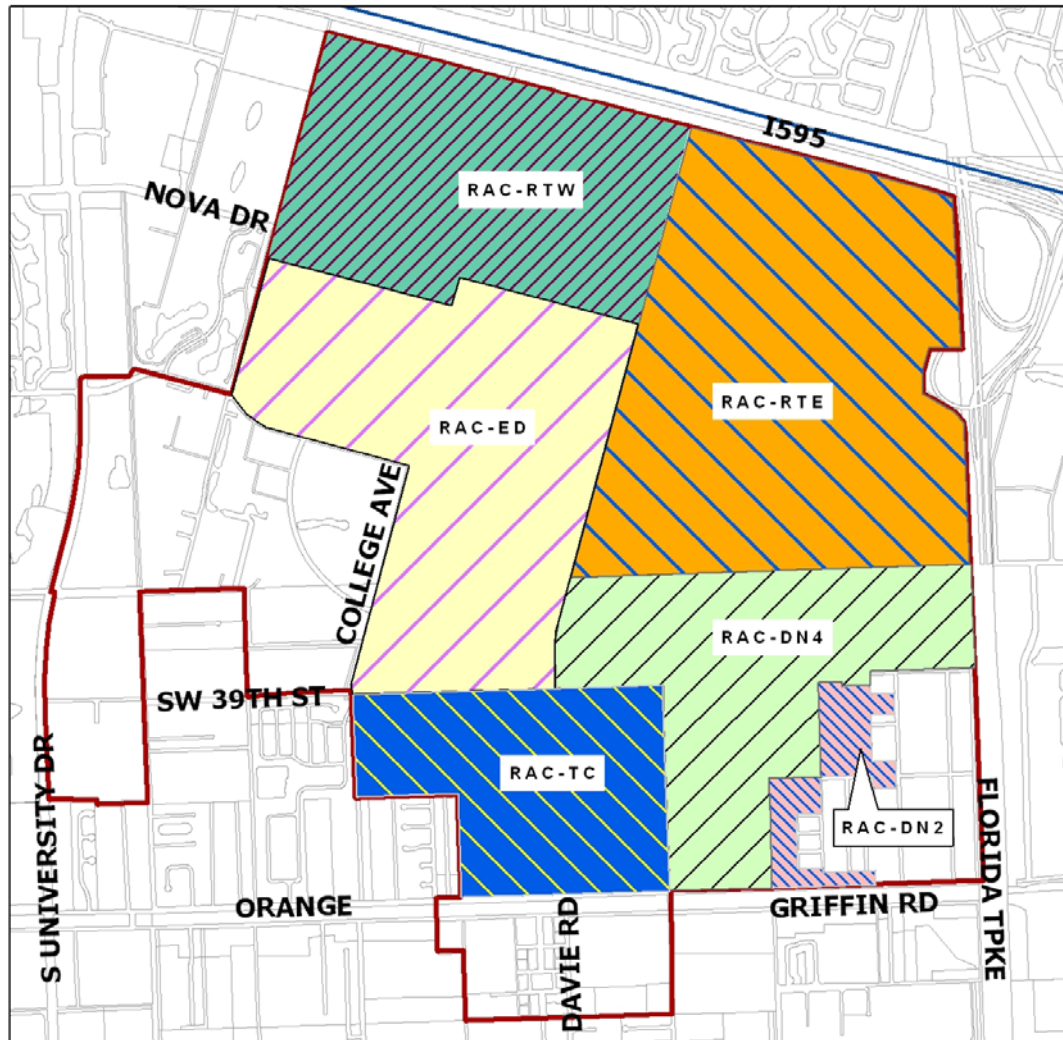 I595
RAC-RTW
NOVA DR
RAC-RTE
RAC-ED
COLLEGE AVE
RAC-DN4
SW 39TH ST
RAC-TC
S UNIVERSITY DR
RAC-DN2
FLORIDA TPKE
ORANGE
GRIFFIN RD
DAVIE RD